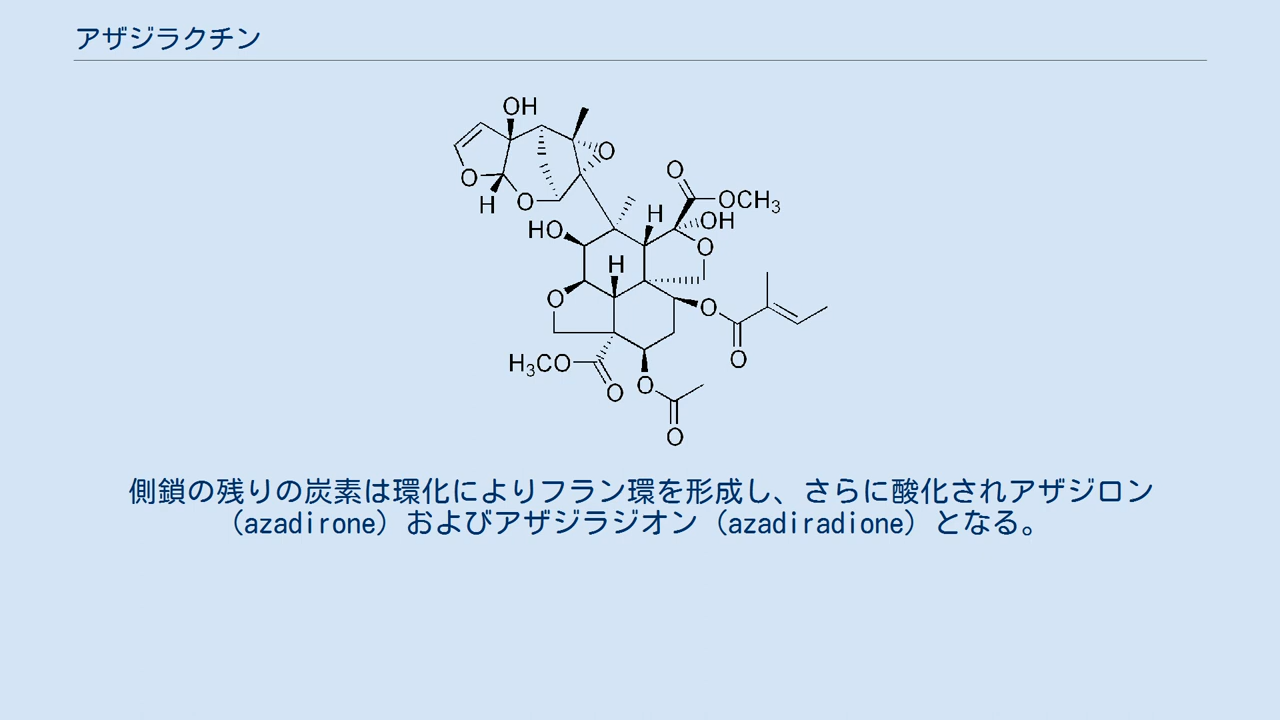 アザジラクチン
OH
O
O
H
O
O
OCH3
H
OH
HO
O
H
O
O
O
H3CO
O
O
O
側鎖の残りの炭素は環化によりフラン環を形成し、さらに酸化されアザジロン
（azadirone）およびアザジラジオン（azadiradione）となる。